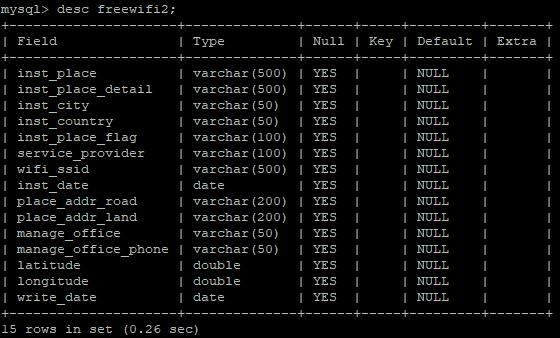 mysql> desc freewifi2;
+---------------------+--------------+------+-----+---------+-------+
| Field               | Type         | Null | Key | Default | Extra |
+---------------------+--------------+------+-----+---------+-------+
| inst_place          | varchar(500) | YES  |     | NULL    |       |
| inst_place_detail   | varchar(500) | YES  |     | NULL    |       |
| inst_city           | varchar(50)  | YES  |     | NULL    |       |
| inst_country        | varchar(50)  | YES  |     | NULL    |       |
| inst_place_flag     | varchar(100) | YES  |     | NULL    |       |
| service_provider    | varchar(100) | YES  |     | NULL    |       |
| wifi_ssid           | varchar(500) | YES  |     | NULL    |       |
| inst_date           | date         | YES  |     | NULL    |       |
| place_addr_road     | varchar(200) | YES  |     | NULL    |       |
| place_addr_land     | varchar(200) | YES  |     | NULL    |       |
| manage_office       | varchar(50)  | YES  |     | NULL    |       |
| manage_office_phone | varchar(50)  | YES  |     | NULL    |       |
| latitude            | double       | YES  |     | NULL    |       |
| longitude           | double       | YES  |     | NULL    |       |
| write_date          | date         | YES  |     | NULL    |       |
+---------------------+--------------+------+-----+---------+-------+
15 rows in set (0.26 sec)